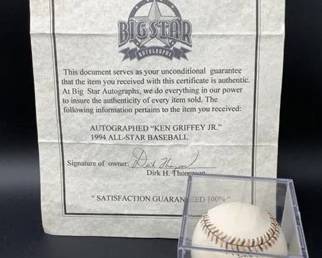 BIG STAR
AUTOGRAPHS
This document serves as your unconditional guarantee
that the item you received with this certificate is authentic.
At Big Star Autographs, we do everything in our power
to insure the authenticity of every item sold. The
following information pertains to the item you received:
AUTOGRAPHED "KEN GRIFFEY JR."
1994 ALL-STAR BASEBALL
Signature of owner:
Dirk H.
"SATISFACTION GUARANTEED 100%"